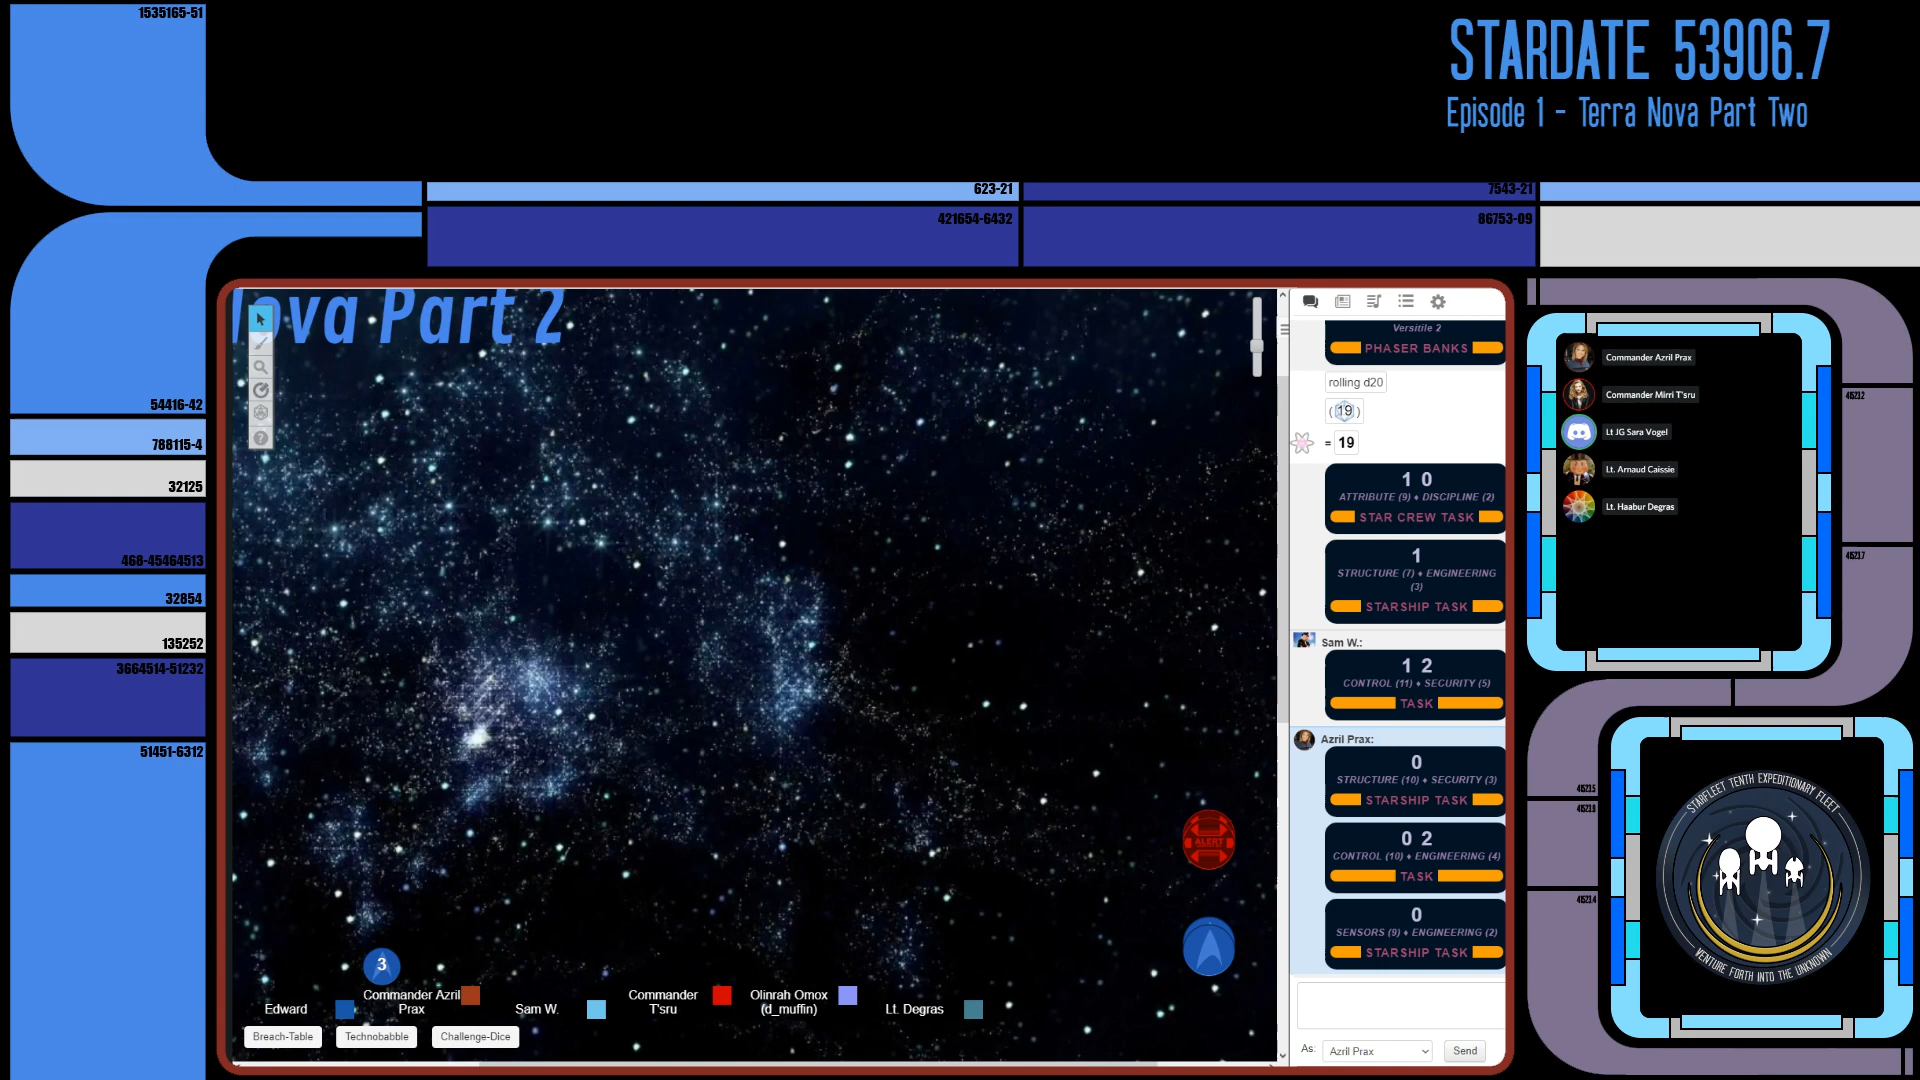 1535165-51
STARDATE 53906.7
Episode 1 - Terra Nova Part Two
623-21
7543-21
421654-6432
86753-09
54416-42
788115-4
32125
468-45464513
32854
135252
3664514-51232
51451-6312
Nova Part 2
Versitile 2
PHASER BANKS
rolling d20
(19)
= 19
1 0
ATTRIBUTE (9) ♦ DISCIPLINE (2)
STAR CREW TASK
1
STRUCTURE (7) ♦ ENGINEERING
(3)
STARSHIP TASK
Sam W.:
1 2
CONTROL (11) ♦ SECURITY (5)
TASK
Azril Prax:
0
STRUCTURE (10) ♦ SECURITY (3)
STARSHIP TASK
0 2
CONTROL (10) ♦ ENGINEERING (4)
TASK
0
SENSORS (9) ♦ ENGINEERING (2)
STARSHIP TASK
As:
Azril Prax
Send
ALERT
3
Edward
Commander Azril
Prax
Sam W.
Commander
T'sru
Olinrah Omox
(d_muffin)
Lt. Degras
Breach-Table
Technobabble
Challenge-Dice
Commander Azril Prax
Commander Mirri T'sru
Lt JG Sara Vogel
Lt. Arnaud Caissie
Lt. Haabur Degras
STARFLEET TENTH EXPEDITIONARY FLEET
VENTURE FORTH INTO THE UNKNOWN